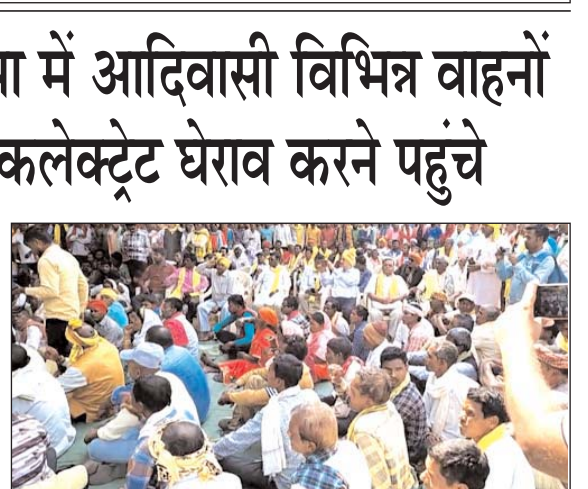 में आदिवासी विभिन्न वाहनों
कलेक्ट्रेट घेराव करने पहुंचे